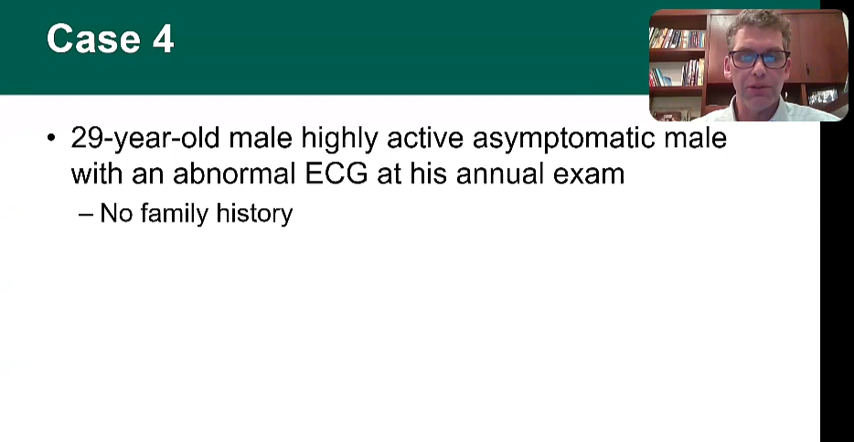 Case 4
• 29-year-old male highly active asymptomatic male
with an abnormal ECG at his annual exam
– No family history